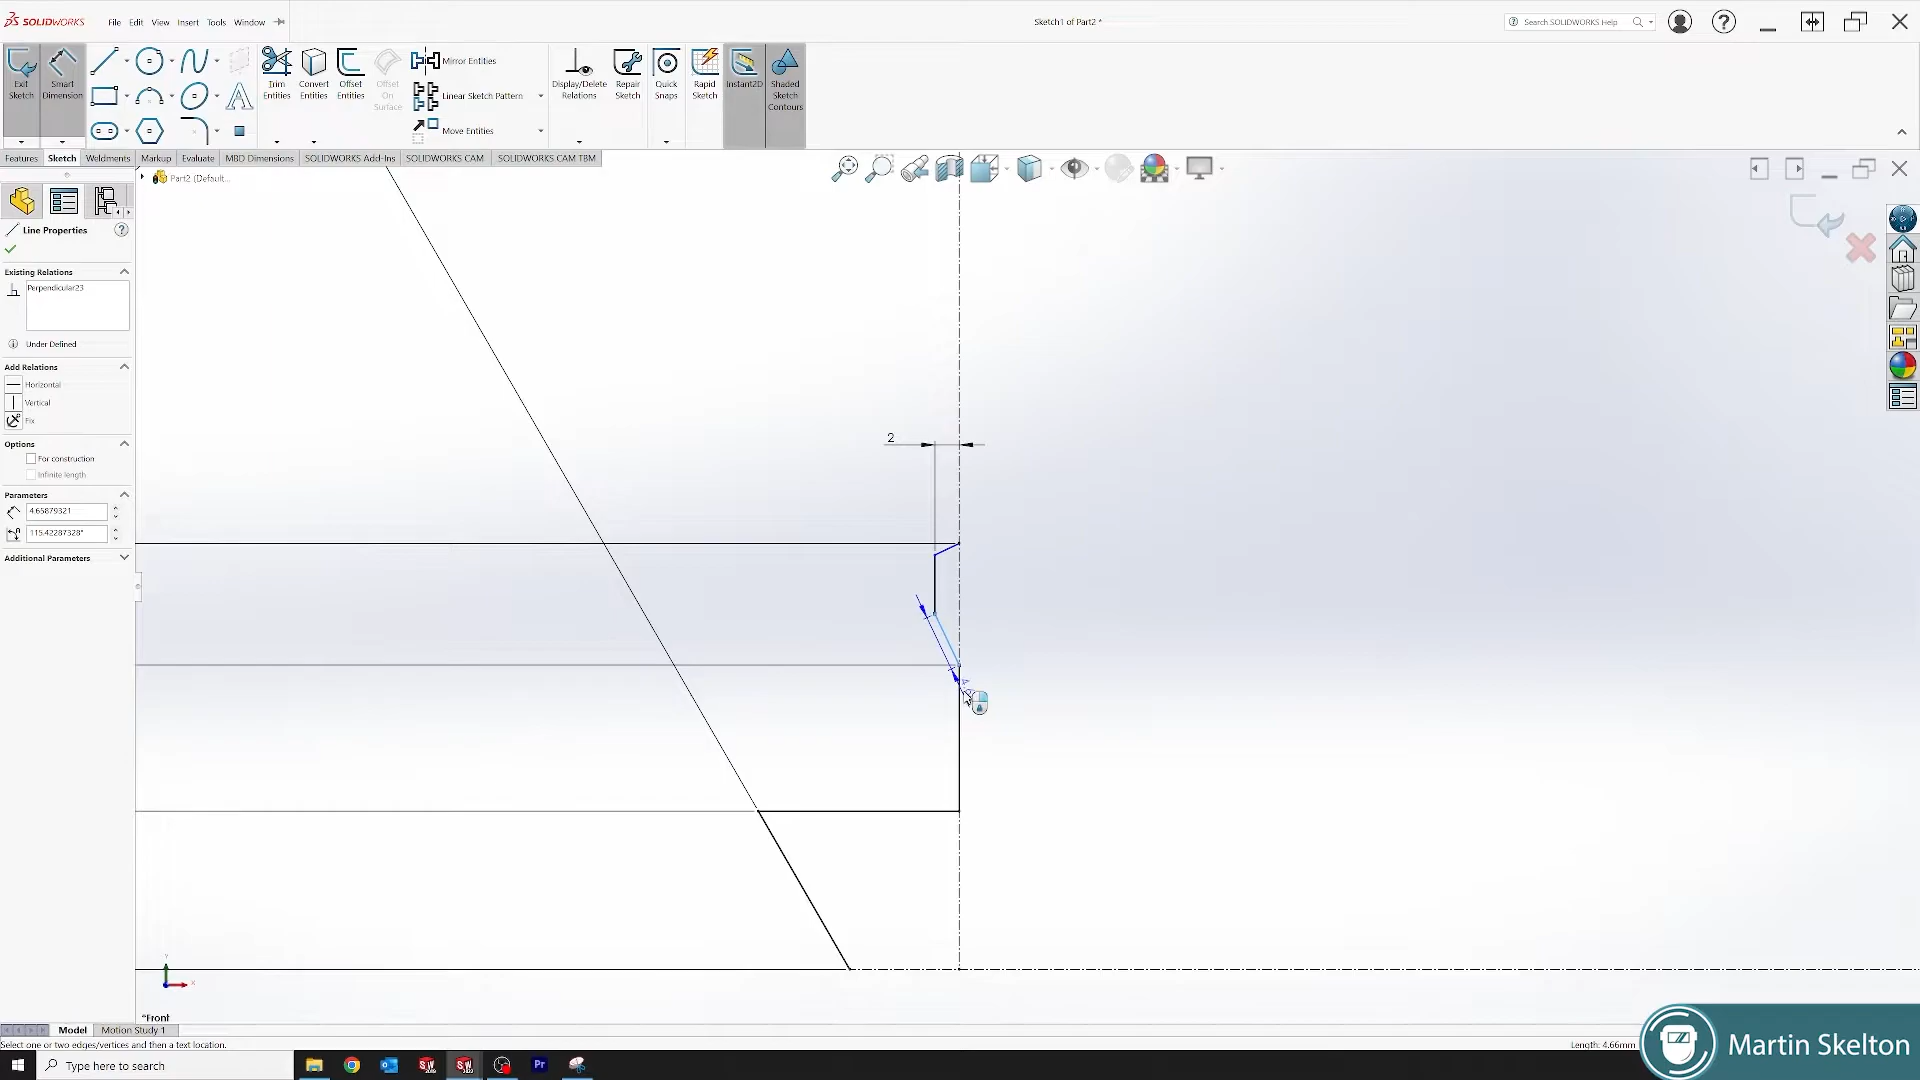 SOLIDWORKS
File Edit View Insert Tools Window
Sketch1 of Part2 *
Search SOLIDWORKS Help
Exit Sketch
Smart Dimension
Trim Entities
Convert Entities
Offset Entities
Offset On Surface
Mirror Entities
Linear Sketch Pattern
Move Entities
Display/Delete Relations
Repair Sketch
Quick Snaps
Rapid Sketch
Instant2D
Shaded Sketch Contours
Features Sketch Weldments Markup Evaluate MBD Dimensions SOLIDWORKS Add-Ins SOLIDWORKS CAM SOLIDWORKS CAM TBM
Part2 (Default...
Line Properties
Existing Relations
Perpendicular23
Under Defined
Add Relations
Horizontal
Vertical
Fix
Options
For construction
Infinite length
Parameters
4.65879321
115.42287328°
Additional Parameters
2
*Front
Model Motion Study 1
Select one or two edges/vertices and then a text location.
Length: 4.66mm
Type here to search
Martin Skelton